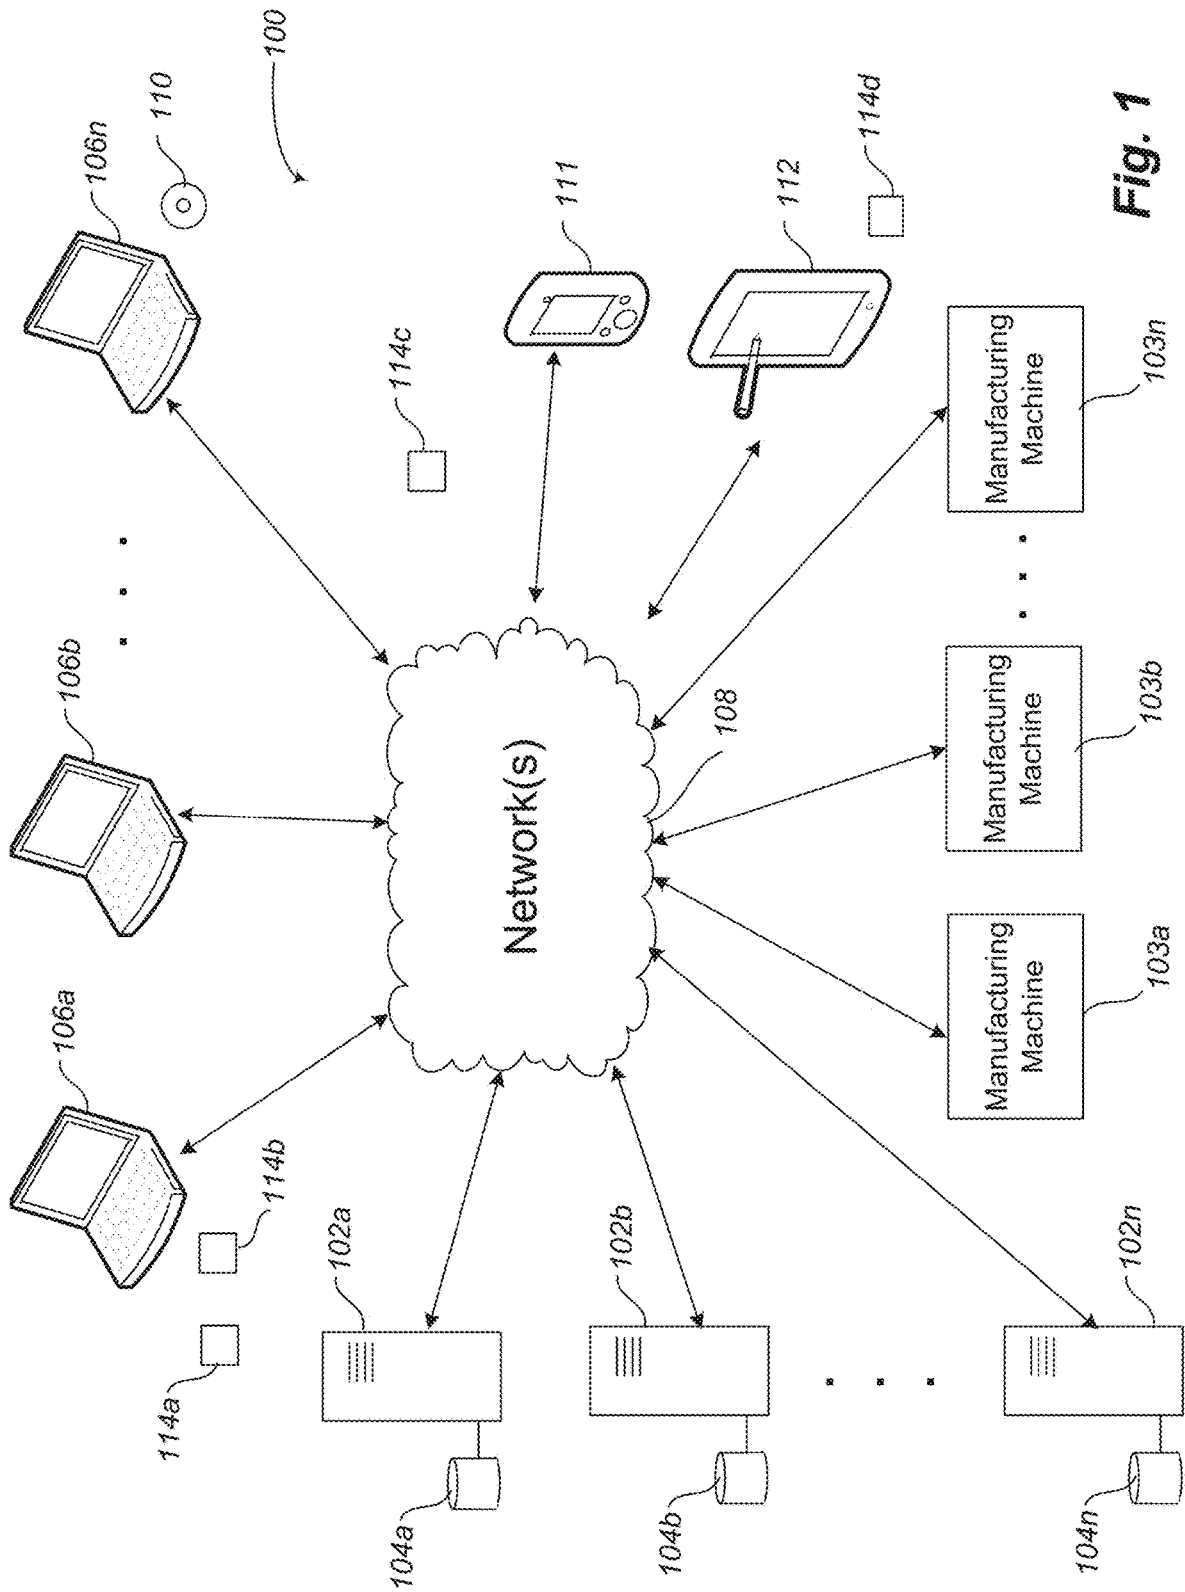 106a
106b
106n
110
114a
114b
100
102a
114c
104a
Network(s)
111
102b
104b
108
112
114d
Manufacturing
Machine
Manufacturing
Machine
Manufacturing
Machine
104n
102n
103a
103b
103n
Fig. 1